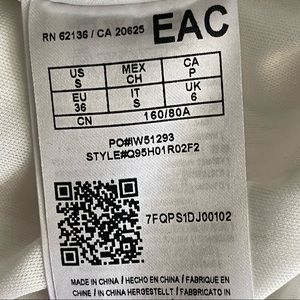 RN 62136 / CA 20625 EAC
US S MEX CH CA P
EU 36 IT S UK 6
CN 160/80A
PO#IW51293
STYLE#Q95H01R02F2
7FQPS1DJ00102
MADE IN CHINA / HECHO EN CHINA / FABRIQUE EN
CHINE / IN CHINA HERGESTELLT / FABBRICATO IN